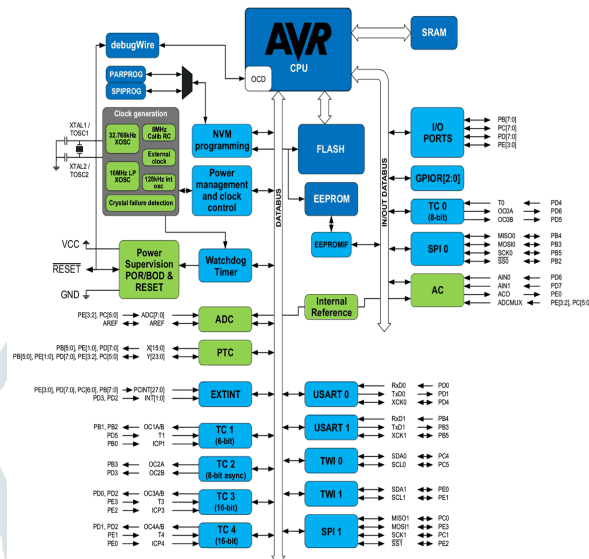 AVR
CPU
OCD
SRAM
debugWire
PARPROG
SPIPROG
Clock generation
XTAL1 /
TOSC1
XTAL2 /
TOSC2
32.768kHz
XOSC
8MHz
Calib RC
External
clock
16MHz LP
XOSC
128kHz int
osc
Crystal failure detection
NVM
programming
Power
management
and clock
control
Watchdog
Timer
FLASH
EEPROM
EEPROMIF
DATABUS
IN/OUT DATABUS
VCC
RESET
GND
Power
Supervision
POR/BOD &
RESET
I/O
PORTS
PB[7:0]
PC[7:0]
PD[7:0]
PE[3:0]
GPIOR[2:0]
TC 0
(8-bit)
T0 PD4
OC0A PD6
OC0B PD5
SPI 0
MISO0 PB4
MOSI0 PB3
SCK0 PB5
SS0 PB2
AC
AIN0 PD6
AIN1 PD7
ACO PE0
ADCMUX PE[3:2], PC[5:0]
Internal
Reference
PE[3:2], PC[5:0] ADC[7:0]
AREF AREF
ADC
PB[5:0], PE[1:0], PD[7:0] X[15:0]
PB[5:0], PE[1:0], PD[7:0], PE[3:2], PC[5:0] Y[23:0]
PTC
PE[3:0], PD[7:0], PC[6:0], PB[7:0] PCINT[27:0]
PD3, PD2 INT[1:0]
EXTINT
PB1, PB2 OC1A/B
PD5 T1
PB0 ICP1
TC 1
(6-bit)
PB3 OC2A
PD3 OC2B
TC 2
(8-bit async)
PD0, PD2 OC3A/B
PE3 T3
PE2 ICP3
TC 3
(16-bit)
PD1, PD2 OC4A/B
PE1 T4
PE0 ICP4
TC 4
(16-bit)
USART 0
RxD0 PD0
TxD0 PD1
XCK0 PD4
USART 1
RxD1 PB4
TxD1 PB3
XCK1 PB5
TWI 0
SDA0 PC4
SCL0 PC5
TWI 1
SDA1 PE0
SCL1 PE1
SPI 1
MISO1 PC0
MOSI1 PE3
SCK1 PC1
SS1 PE2